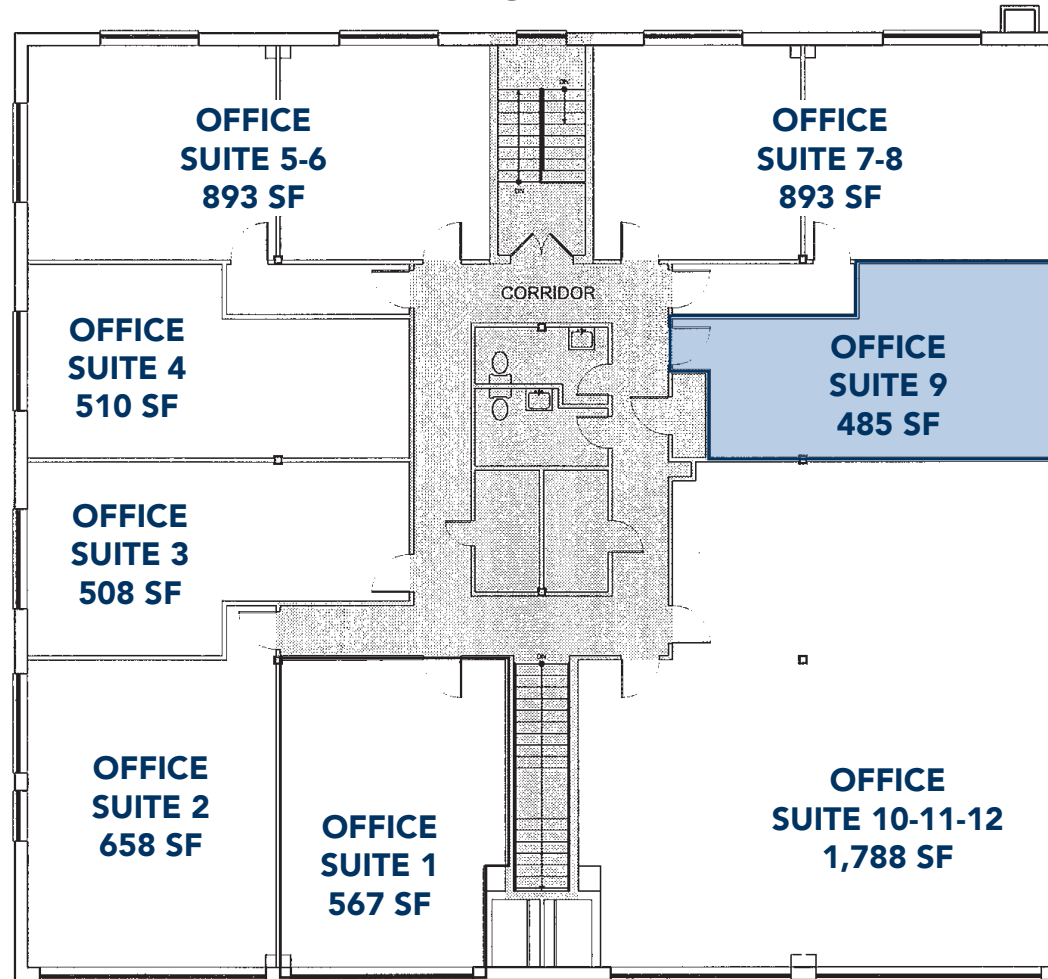 OFFICE
SUITE 5-6
893 SF
OFFICE
SUITE 7-8
893 SF
DN
CORRIDOR
OFFICE
SUITE 4
510 SF
OFFICE
SUITE 9
485 SF
OFFICE
SUITE 3
508 SF
DN
OFFICE
SUITE 2
658 SF
OFFICE
SUITE 1
567 SF
OFFICE
SUITE 10-11-12
1,788 SF